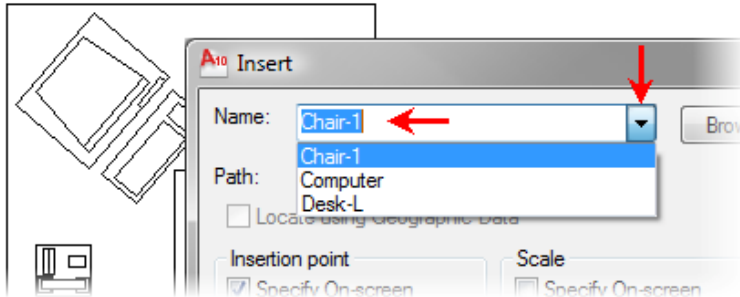 A10 Insert
Name: Chair-1 Brow
Chair-1
Path: Computer
Desk-L
Locate using Geographic Data
Insertion point Scale
Specify On-screen Specify On-screen